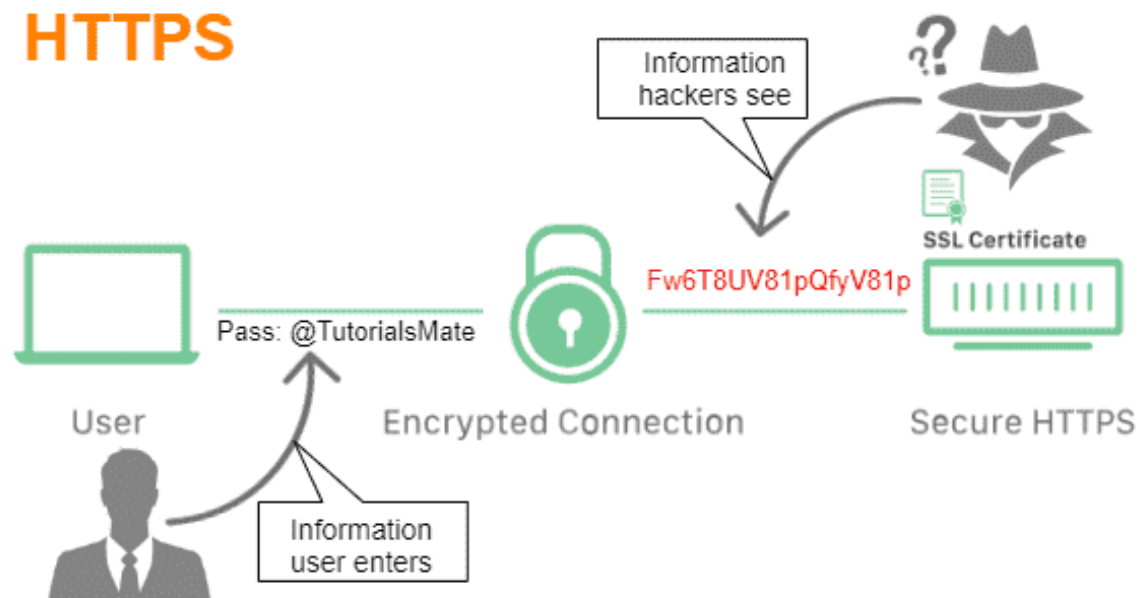 HTTPS
Information
hackers see
??
SSL Certificate
Fw6T8UV81pQfyV81p
Pass: @TutorialsMate
User
Encrypted Connection
Secure HTTPS
Information
user enters